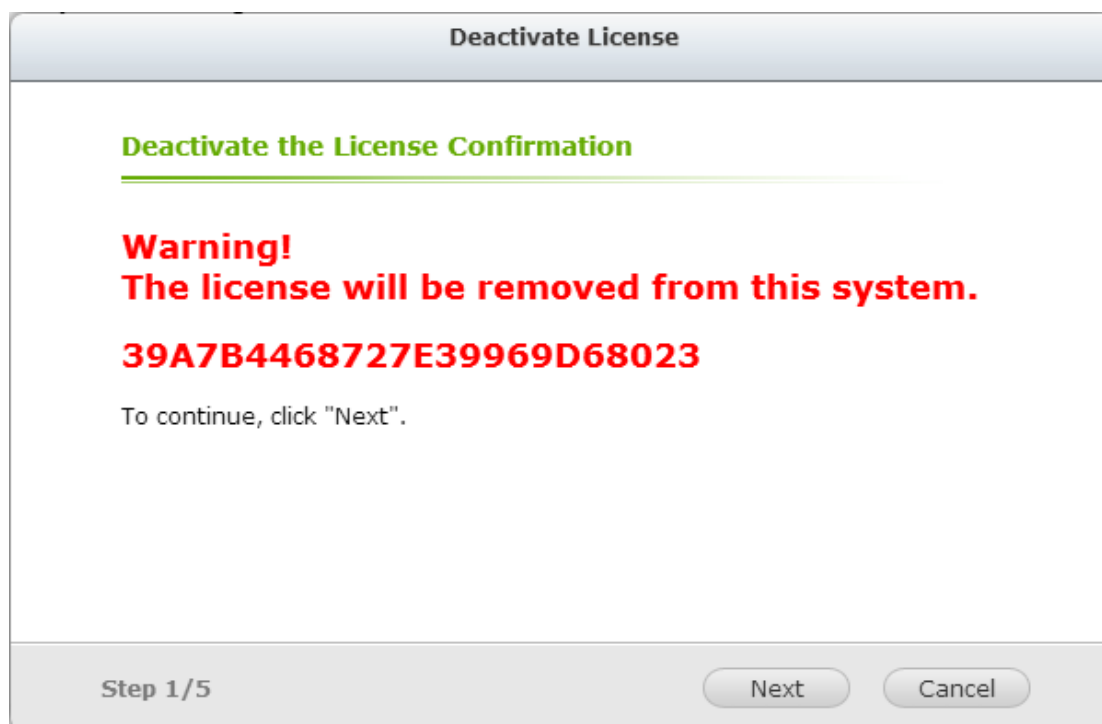 Deactivate License
Deactivate the License Confirmation
Warning!
The license will be removed from this system.
39A7B4468727E39969D68023
To continue, click "Next".
Step 1/5
Next
Cancel